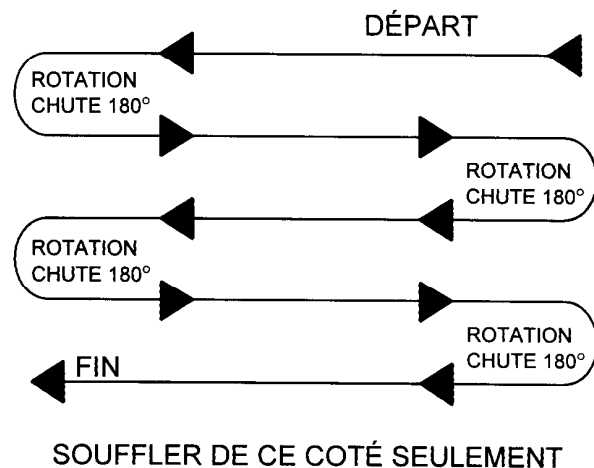 DÉPART
ROTATION
CHUTE 180°
ROTATION
CHUTE 180°
ROTATION
CHUTE 180°
ROTATION
CHUTE 180°
FIN
SOUFFLER DE CE COTÉ SEULEMENT